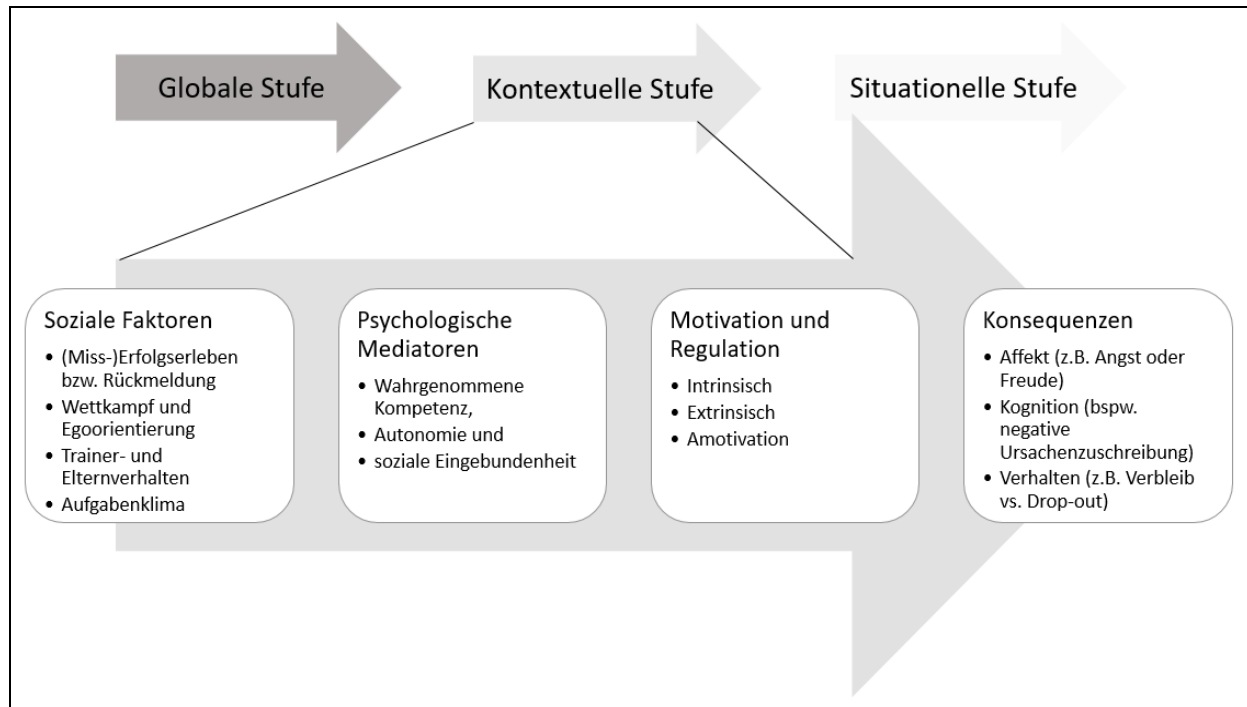 Globale Stufe
Kontextuelle Stufe
Situationelle Stufe
Soziale Faktoren
• (Miss-)Erfolgserleben
bzw. Rückmeldung
• Wettkampf und
Egoorientierung
• Trainer- und
Elternverhalten
• Aufgabenklima
Psychologische
Mediatoren
• Wahrgenommene
Kompetenz,
• Autonomie und
• soziale Eingebundenheit
Motivation und
Regulation
• Intrinsisch
• Extrinsisch
• Amotivation
Konsequenzen
• Affekt (z.B. Angst oder
Freude)
• Kognition (bspw.
negative
Ursachenzuschreibung)
• Verhalten (z.B. Verbleib
vs. Drop-out)